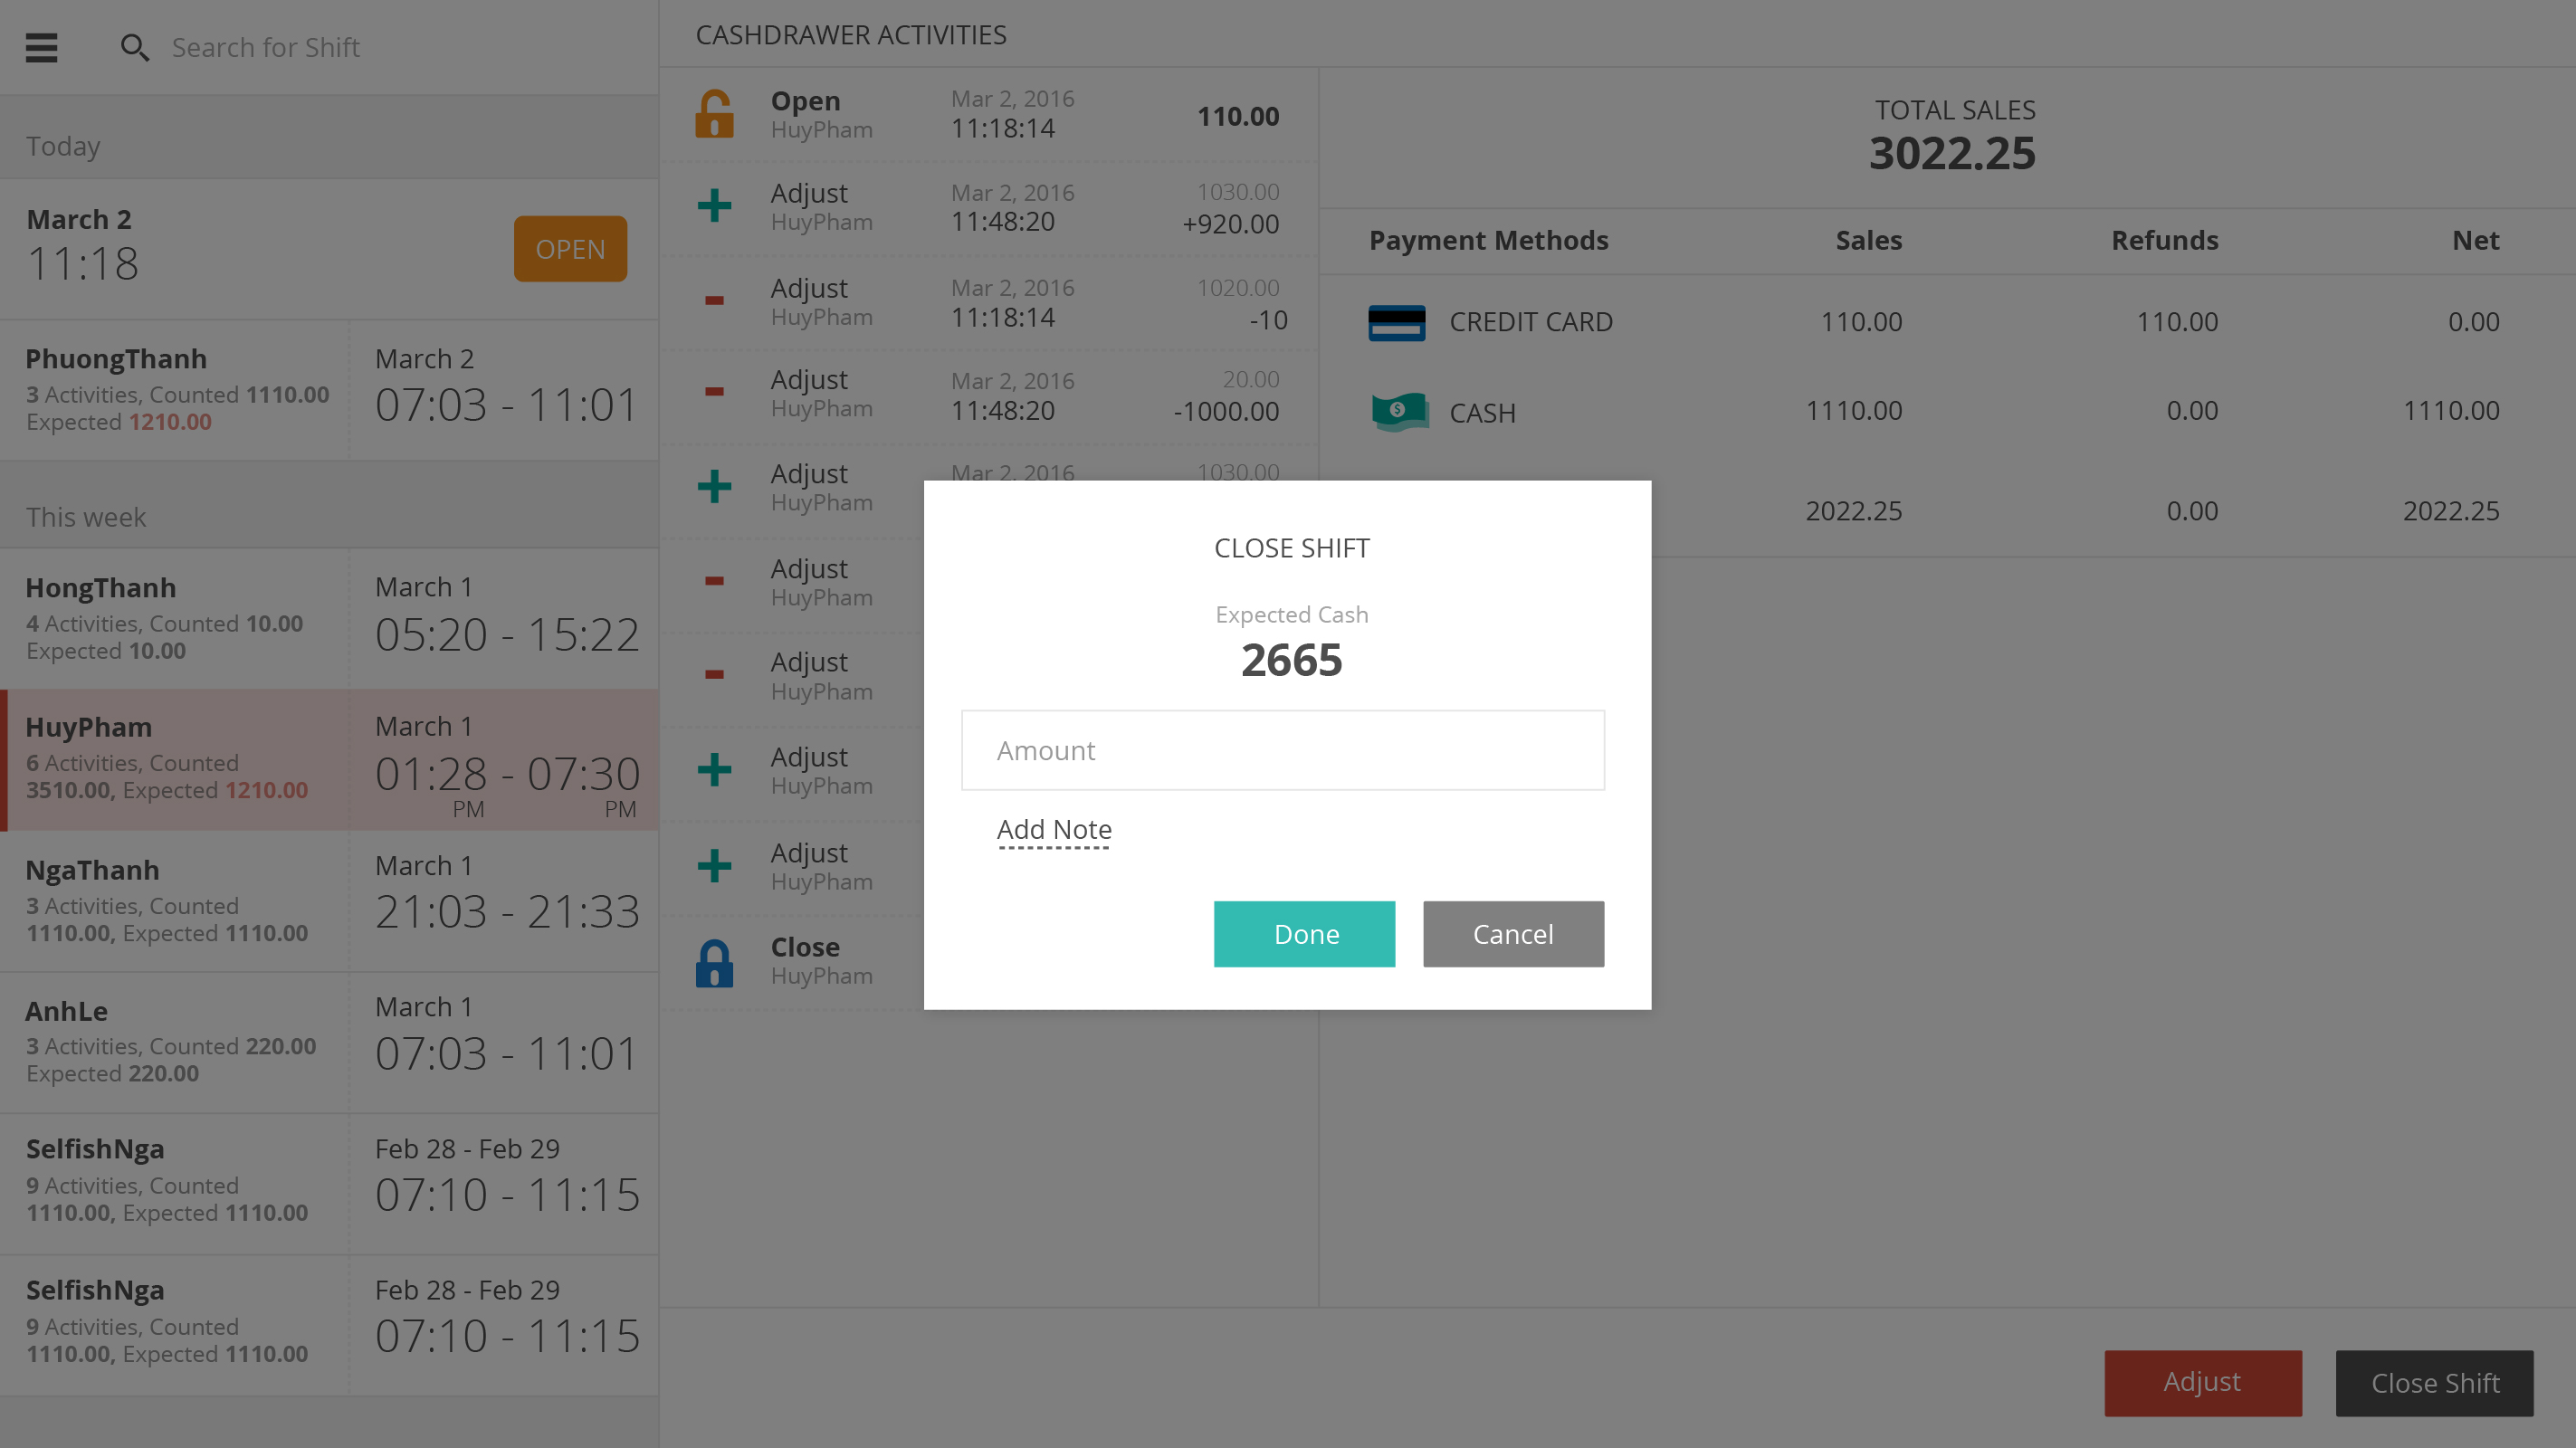 Search for Shift
Today
March 2
11:18
OPEN
PhuongThanh
3 Activities, Counted 1110.00
Expected 1210.00
March 2
07:03 - 11:01
This week
HongThanh
4 Activities, Counted 10.00
Expected 10.00
March 1
05:20 - 15:22
HuyPham
6 Activities, Counted
3510.00, Expected 1210.00
March 1
01:28 - 07:30
PM PM
NgaThanh
3 Activities, Counted
1110.00, Expected 1110.00
March 1
21:03 - 21:33
AnhLe
3 Activities, Counted 220.00
Expected 220.00
March 1
07:03 - 11:01
SelfishNga
9 Activities, Counted
1110.00, Expected 1110.00
Feb 28 - Feb 29
07:10 - 11:15
SelfishNga
9 Activities, Counted
1110.00, Expected 1110.00
Feb 28 - Feb 29
07:10 - 11:15
CASHDRAWER ACTIVITIES
Open
HuyPham
Mar 2, 2016
11:18:14
110.00
Adjust
HuyPham
Mar 2, 2016
11:48:20
1030.00
+920.00
Adjust
HuyPham
Mar 2, 2016
11:18:14
1020.00
-10
Adjust
HuyPham
Mar 2, 2016
11:48:20
20.00
-1000.00
Adjust
HuyPham
Mar 2, 2016
1030.00
Adjust
HuyPham
Adjust
HuyPham
Adjust
HuyPham
Adjust
HuyPham
Close
HuyPham
TOTAL SALES
3022.25
Payment Methods Sales Refunds Net
CREDIT CARD 110.00 110.00 0.00
$
CASH 1110.00 0.00 1110.00
2022.25 0.00 2022.25
CLOSE SHIFT
Expected Cash
2665
Amount
Add Note
Done
Cancel
Adjust
Close Shift